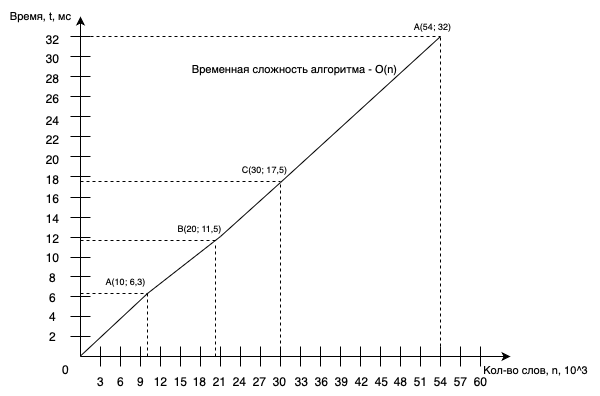 Время, t, мс
A(54; 32)
32
Временная сложность алгоритма - O(n)
30
28
26
24
22
20
C(30; 17,5)
18
16
14
B(20; 11,5)
12
10
A(10; 6,3)
8
6
4
2
0
Кол-во слов, n, 10^3
3 6 9 12 15 18 21 24 27 30 33 36 39 42 45 48 51 54 57 60